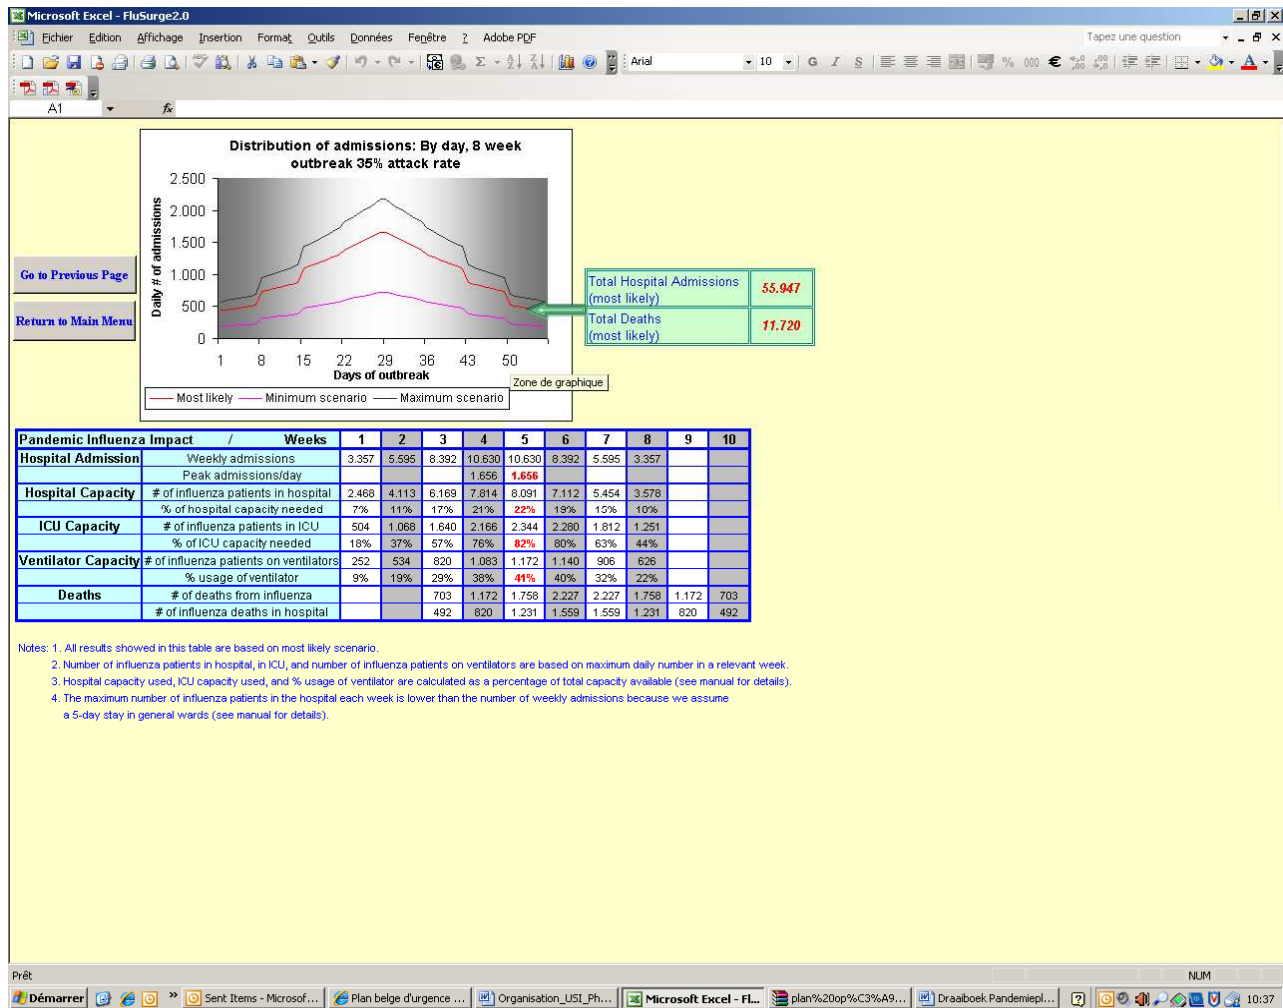 Microsoft Excel - FluSurge2.0
Fichier Edition Affichage Insertion Format Outils Données Fenêtre ? Adobe PDF Tapez une question
Arial 10 G I S % 000 €
A1 fx
Distribution of admissions: By day, 8 week
outbreak 35% attack rate
Daily # of admissions
2.500
2.000
1.500
1.000
500
0
1 8 15 22 29 36 43 50
Days of outbreak
Most likely Minimum scenario Maximum scenario
Zone de graphique
Go to Previous Page
Return to Main Menu
Total Hospital Admissions
(most likely) 55.947
Total Deaths
(most likely) 11.720
Pandemic Influenza Impact / Weeks 1 2 3 4 5 6 7 8 9 10
Hospital Admission Weekly admissions 3.357 5.595 8.392 10.630 10.630 8.392 5.595 3.357
Peak admissions/day 1.656 1.656
Hospital Capacity # of influenza patients in hospital 2.468 4.113 6.169 7.814 8.091 7.112 5.454 3.578
% of hospital capacity needed 7% 11% 17% 21% 22% 19% 15% 10%
ICU Capacity # of influenza patients in ICU 504 1.068 1.640 2.166 2.344 2.280 1.812 1.251
% of ICU capacity needed 18% 37% 57% 76% 82% 80% 63% 44%
Ventilator Capacity # of influenza patients on ventilators 252 534 820 1.083 1.172 1.140 906 626
% usage of ventilator 9% 19% 29% 38% 41% 40% 32% 22%
Deaths # of deaths from influenza 703 1.172 1.758 2.227 2.227 1.758 1.172 703
# of influenza deaths in hospital 492 820 1.231 1.559 1.559 1.231 820 492
Notes: 1. All results showed in this table are based on most likely scenario.
2. Number of influenza patients in hospital, in ICU, and number of influenza patients on ventilators are based on maximum daily number in a relevant week.
3. Hospital capacity used, ICU capacity used, and % usage of ventilator are calculated as a percentage of total capacity available (see manual for details).
4. The maximum number of influenza patients in the hospital each week is lower than the number of weekly admissions because we assume
a 5-day stay in general wards (see manual for details).
Prêt NUM
Démarrer » Sent Items - Microsof... Plan belge d'urgence ... Organisation_USI_Ph... Microsoft Excel - Fl... plan%20op%C3%A9... Draaiboek Pandemiepl... 10:37